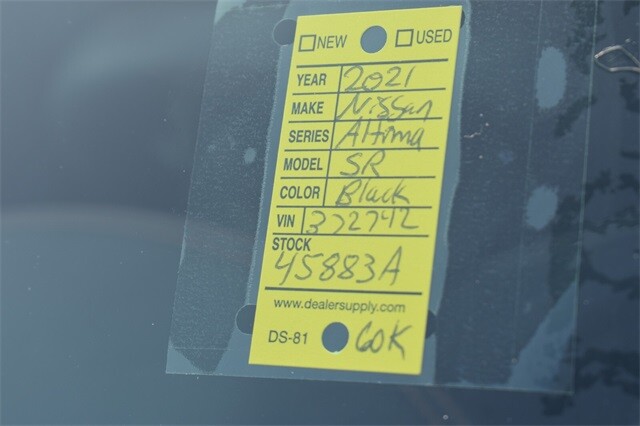 NEW USED
YEAR 2021
MAKE Nissan
SERIES Altima
MODEL SR
COLOR Black
VIN 372742
STOCK
45883A
www.dealersupply.com
DS-81 60K